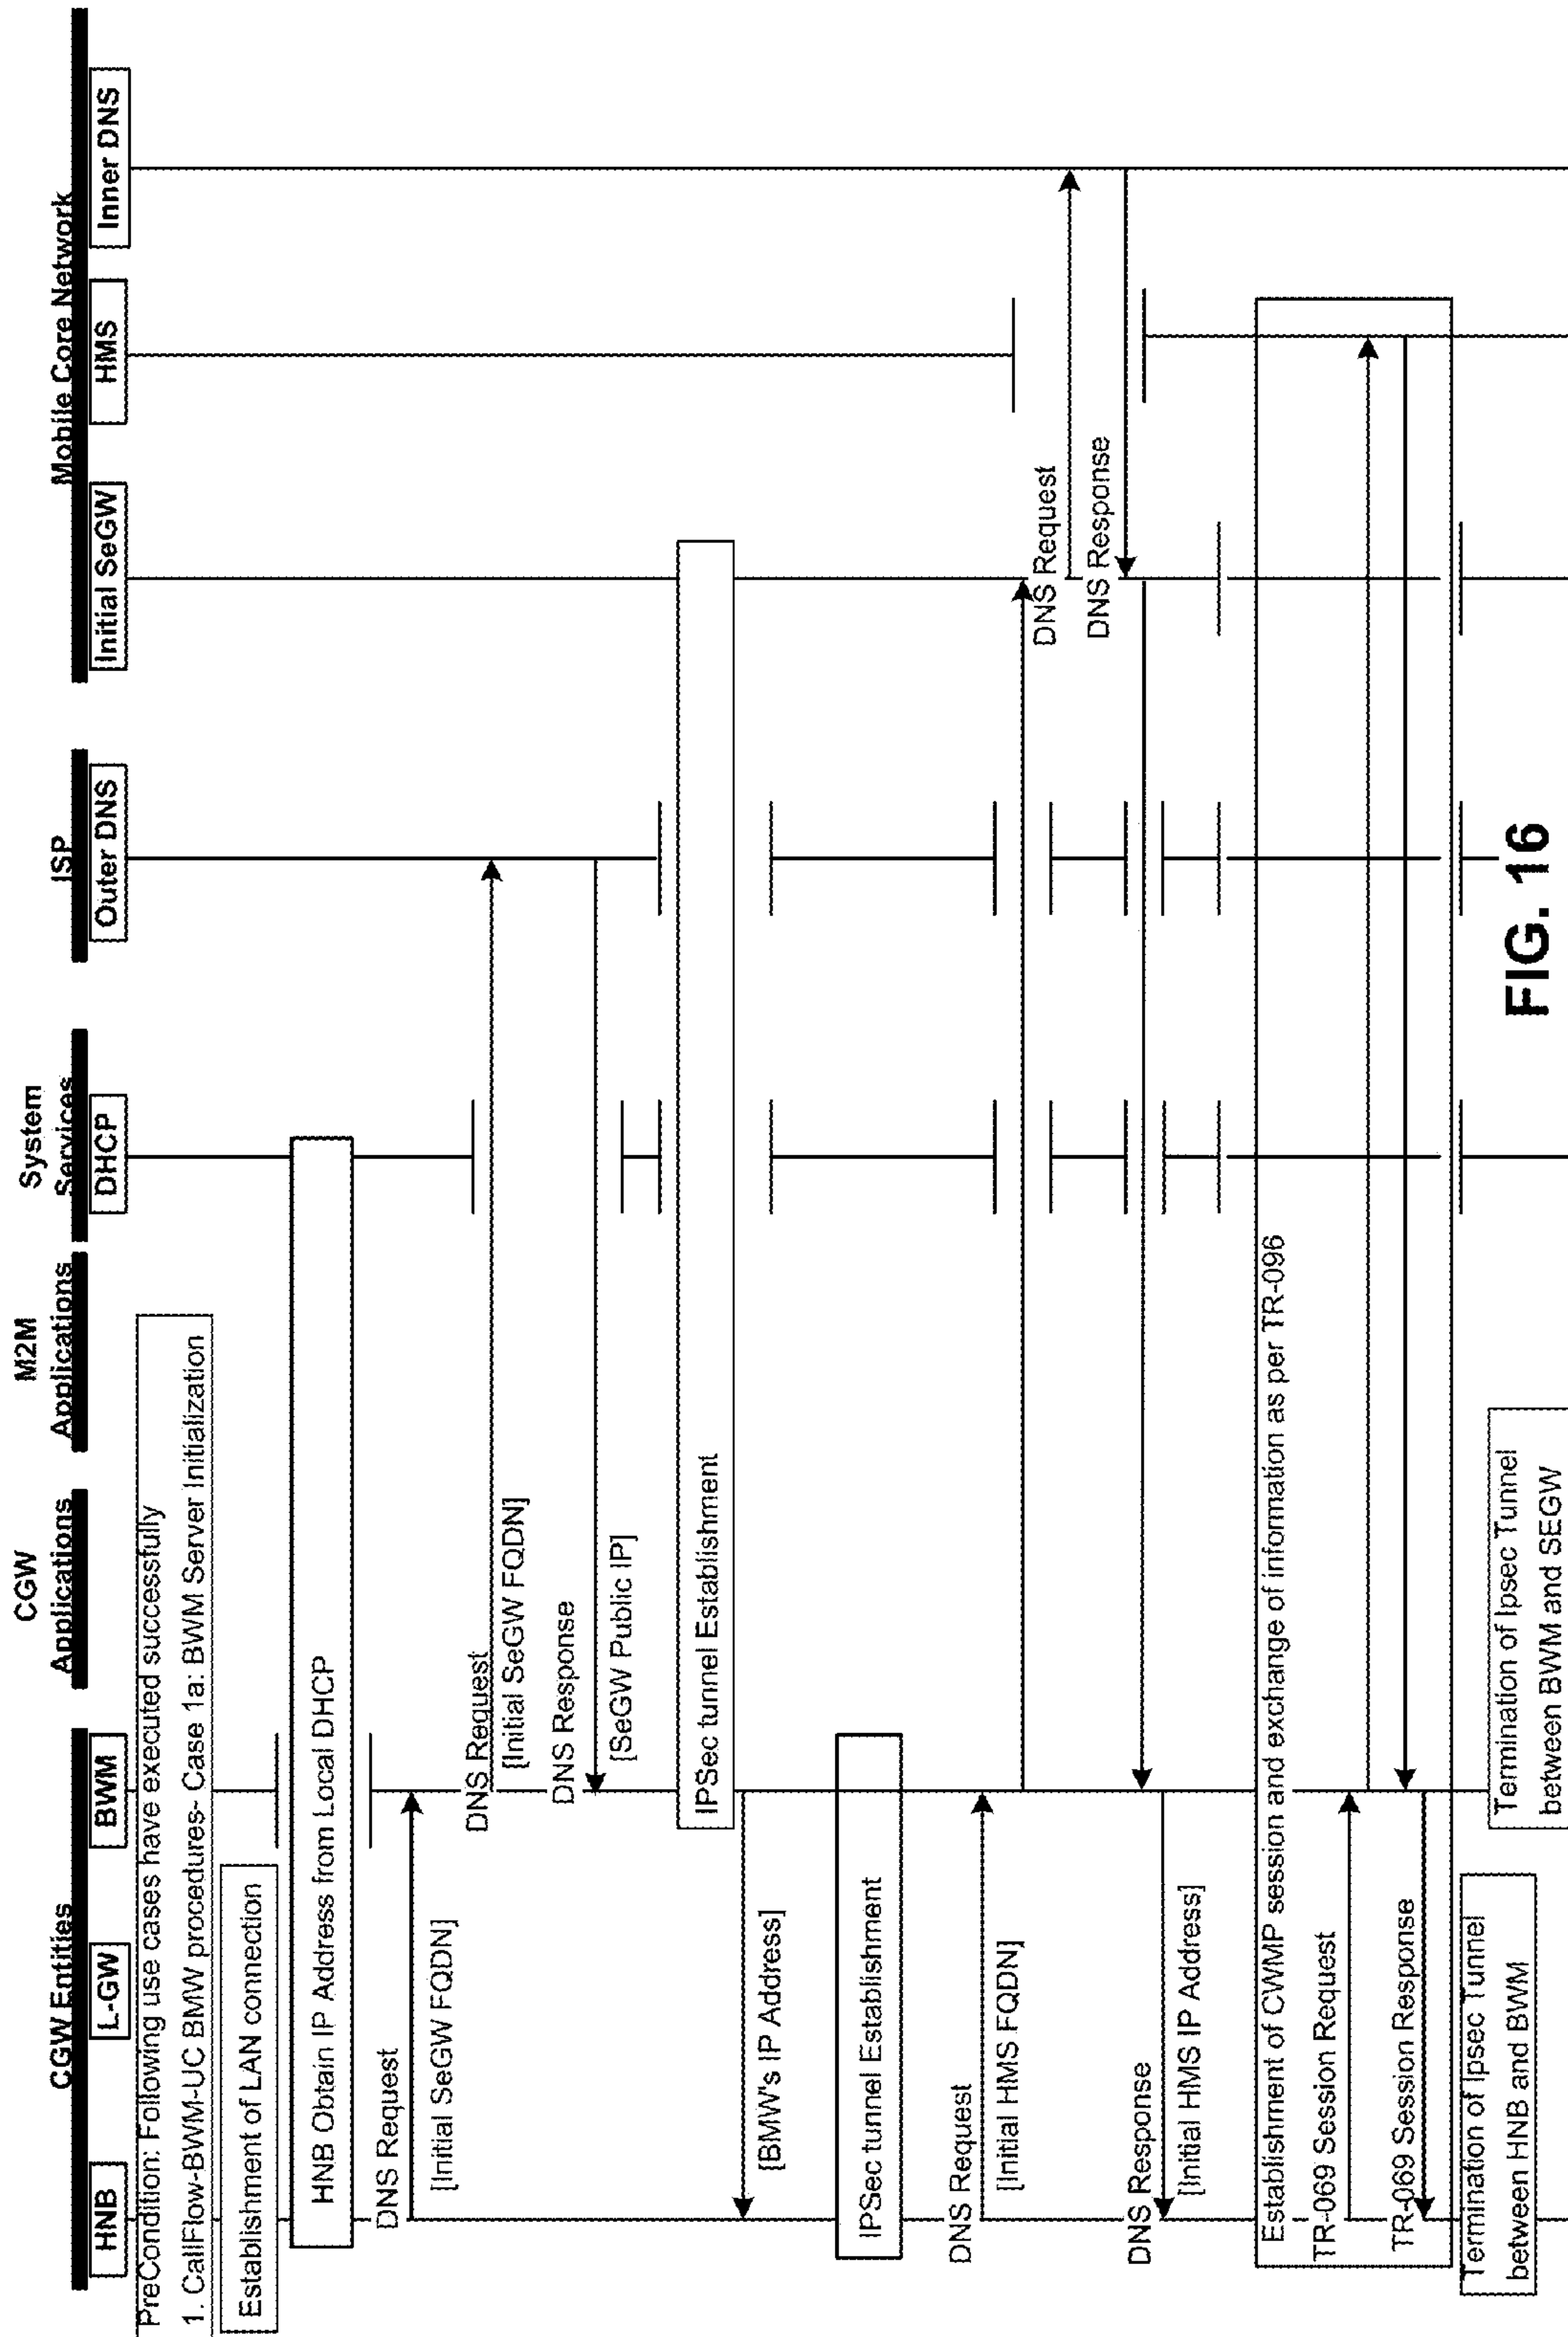 CGW Entities
CGW
Applications
M2M
Applications
System
Services
ISP
Mobile Core Network
HNB
L-GW
BWM
DHCP
Outer DNS
Initial SeGW
HMS
Inner DNS
PreCondition: Following use cases have executed successfully
1. CallFlow-BWM-UC BMW procedures- Case 1a: BWM Server Initialization
Establishment of LAN connection
HNB Obtain IP Address from Local DHCP
DNS Request
[Initial SeGW FQDN]
DNS Request
[Initial SeGW FQDN]
DNS Response
[SeGW Public IP]
IPSec tunnel Establishment
[BMW's IP Address]
IPSec tunnel Establishment
DNS Request
[Initial HMS FQDN]
DNS Request
DNS Response
DNS Response
[Initial HMS IP Address]
Establishment of CWMP session and exchange of information as per TR-096
TR-069 Session Request
TR-069 Session Response
Termination of Ipsec Tunnel
between HNB and BWM
Termination of Ipsec Tunnel
between BWM and SEGW
FIG. 16